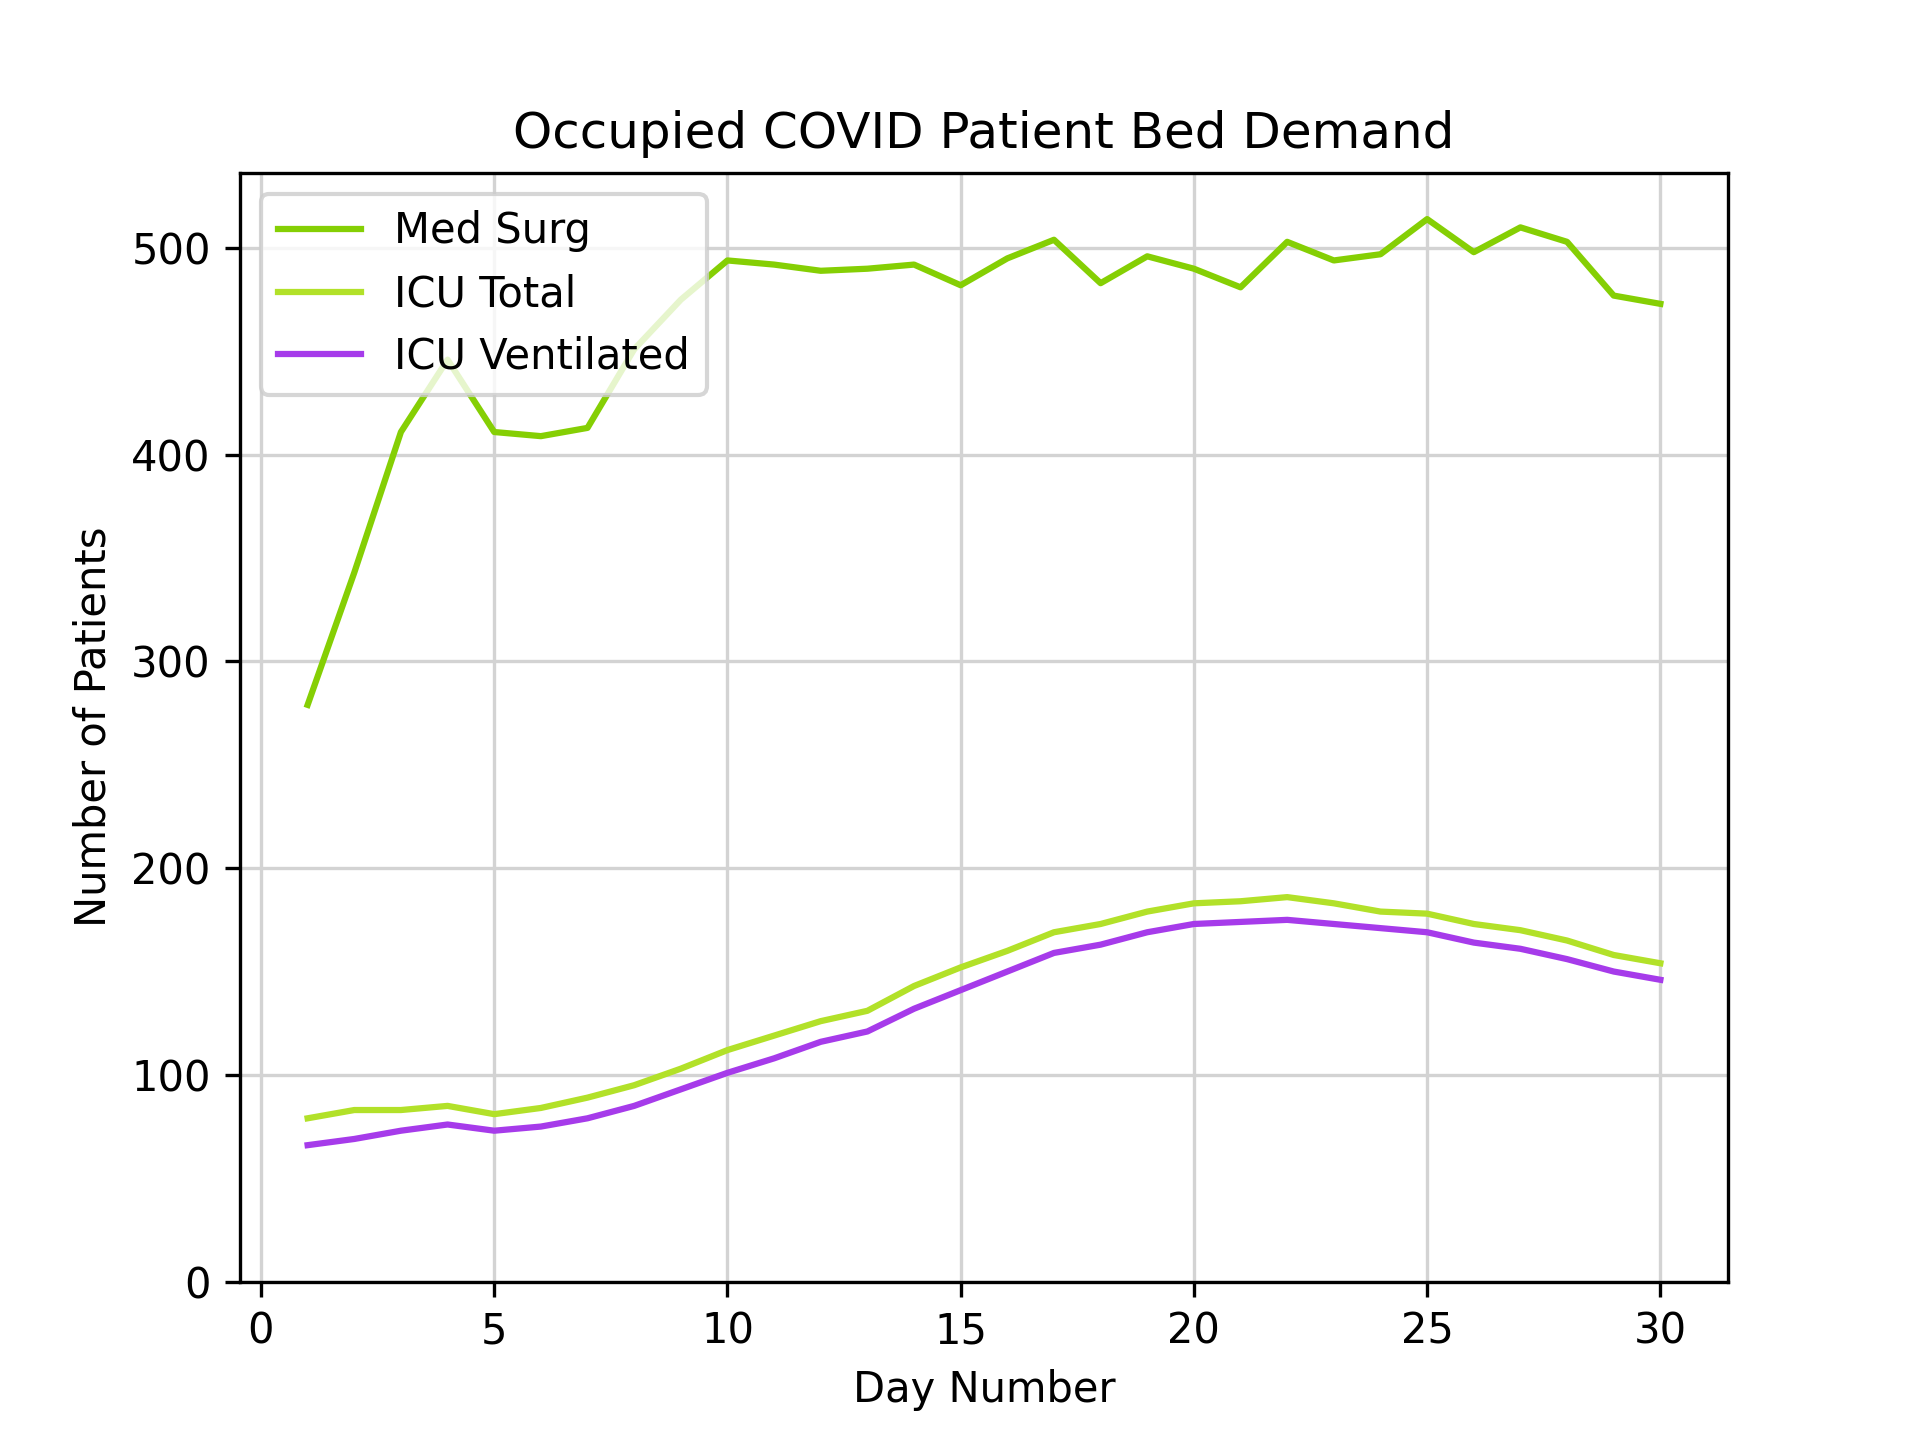 Occupied COVID Patient Bed Demand
Med Surg
ICU Total
ICU Ventilated
Number of Patients
500
400
300
200
100
0
0 5 10 15 20 25 30
Day Number